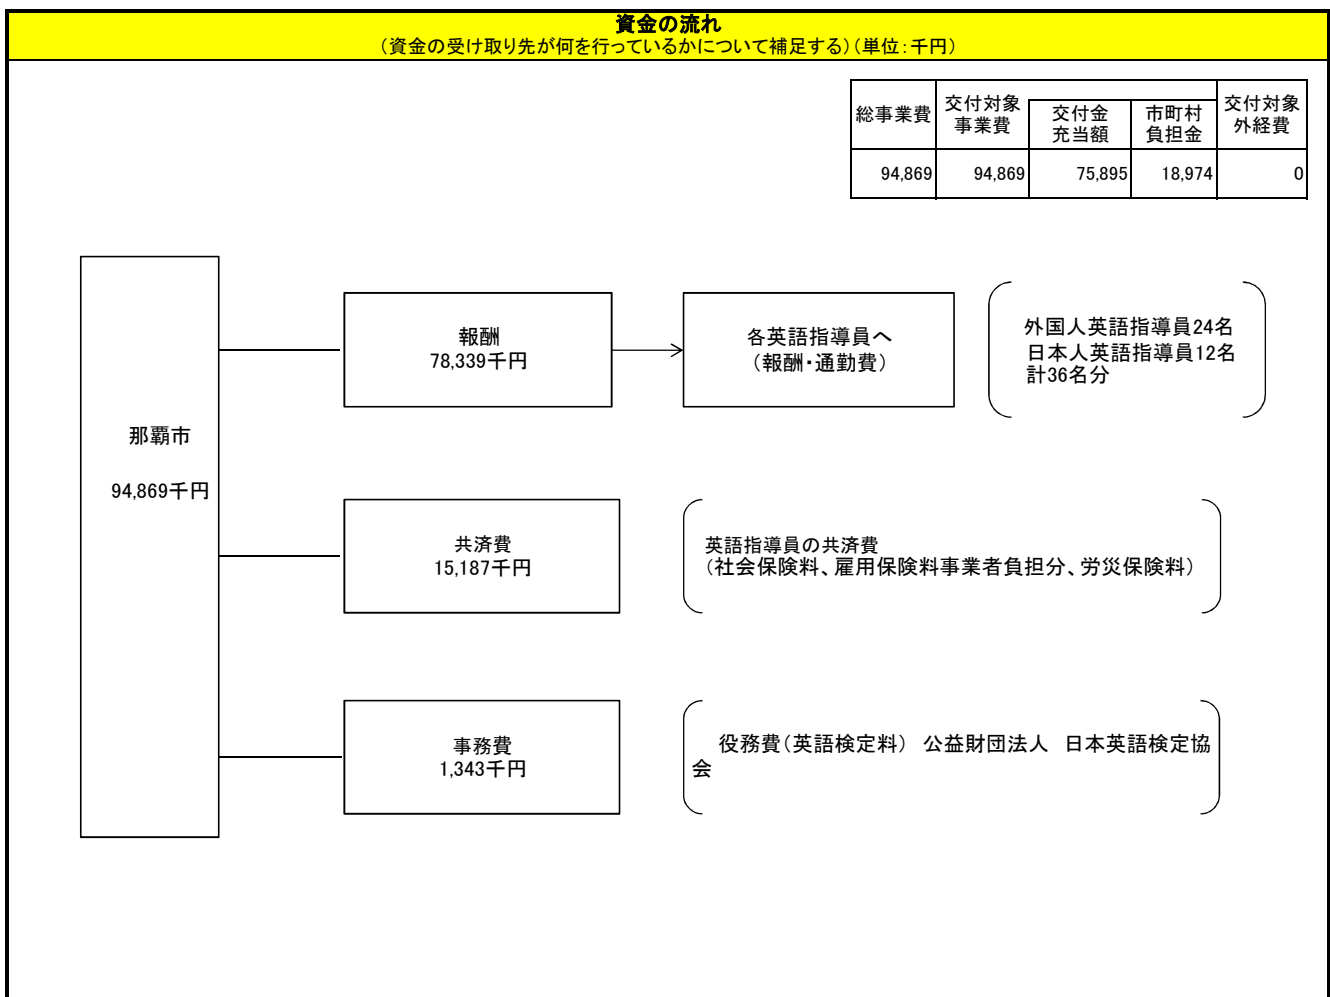 資金の流れ
（資金の受け取り先が何を行っているかについて補足する）（単位：千円）
総事業費
交付対象
事業費
交付金
充当額
市町村
負担金
交付対象
外経費
94,869
94,869
75,895
18,974
0
那覇市
94,869千円
報酬
78,339千円
各英語指導員へ
（報酬・通勤費）
外国人英語指導員24名
日本人英語指導員12名
計36名分
共済費
15,187千円
英語指導員の共済費
（社会保険料、雇用保険料事業者負担分、労災保険料）
事務費
1,343千円
役務費（英語検定料）　公益財団法人　日本英語検定協
会